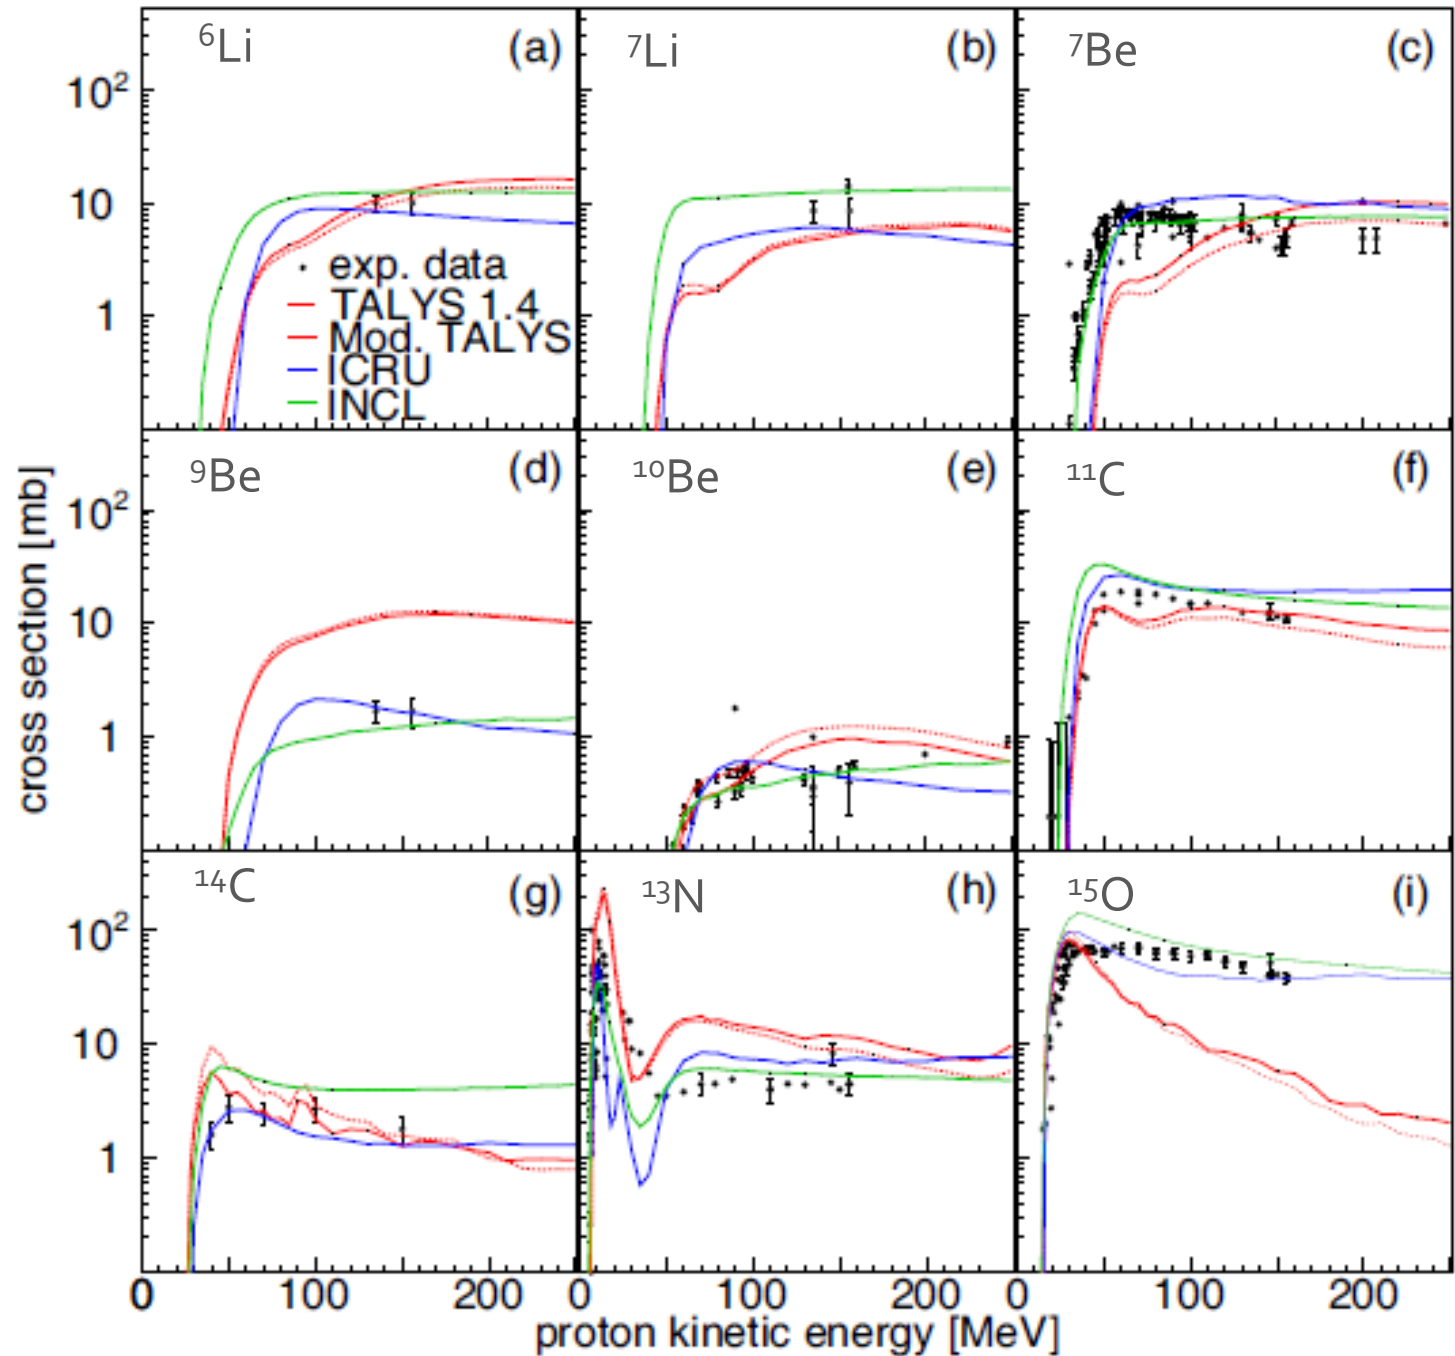 ⁶Li (a) ⁷Li (b) ⁷Be (c)
10²
10
1
exp. data
TALYS 1.4
Mod. TALYS
ICRU
INCL
⁹Be (d) ¹⁰Be (e) ¹¹C (f)
10²
10
1
cross section [mb]
¹⁴C (g) ¹³N (h) ¹⁵O (i)
10²
10
1
0 100 200 0 100 200 0 100 200
proton kinetic energy [MeV]